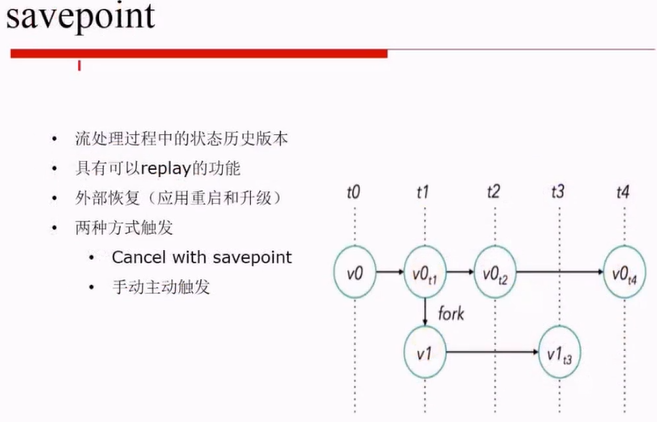 savepoint
• 流处理过程中的状态历史版本
• 具有可以replay的功能
• 外部恢复（应用重启和升级）
• 两种方式触发
• Cancel with savepoint
• 手动主动触发
t0 t1 t2 t3 t4
v0 v0t1 v0t2 v0t4
fork
v1 v1t3